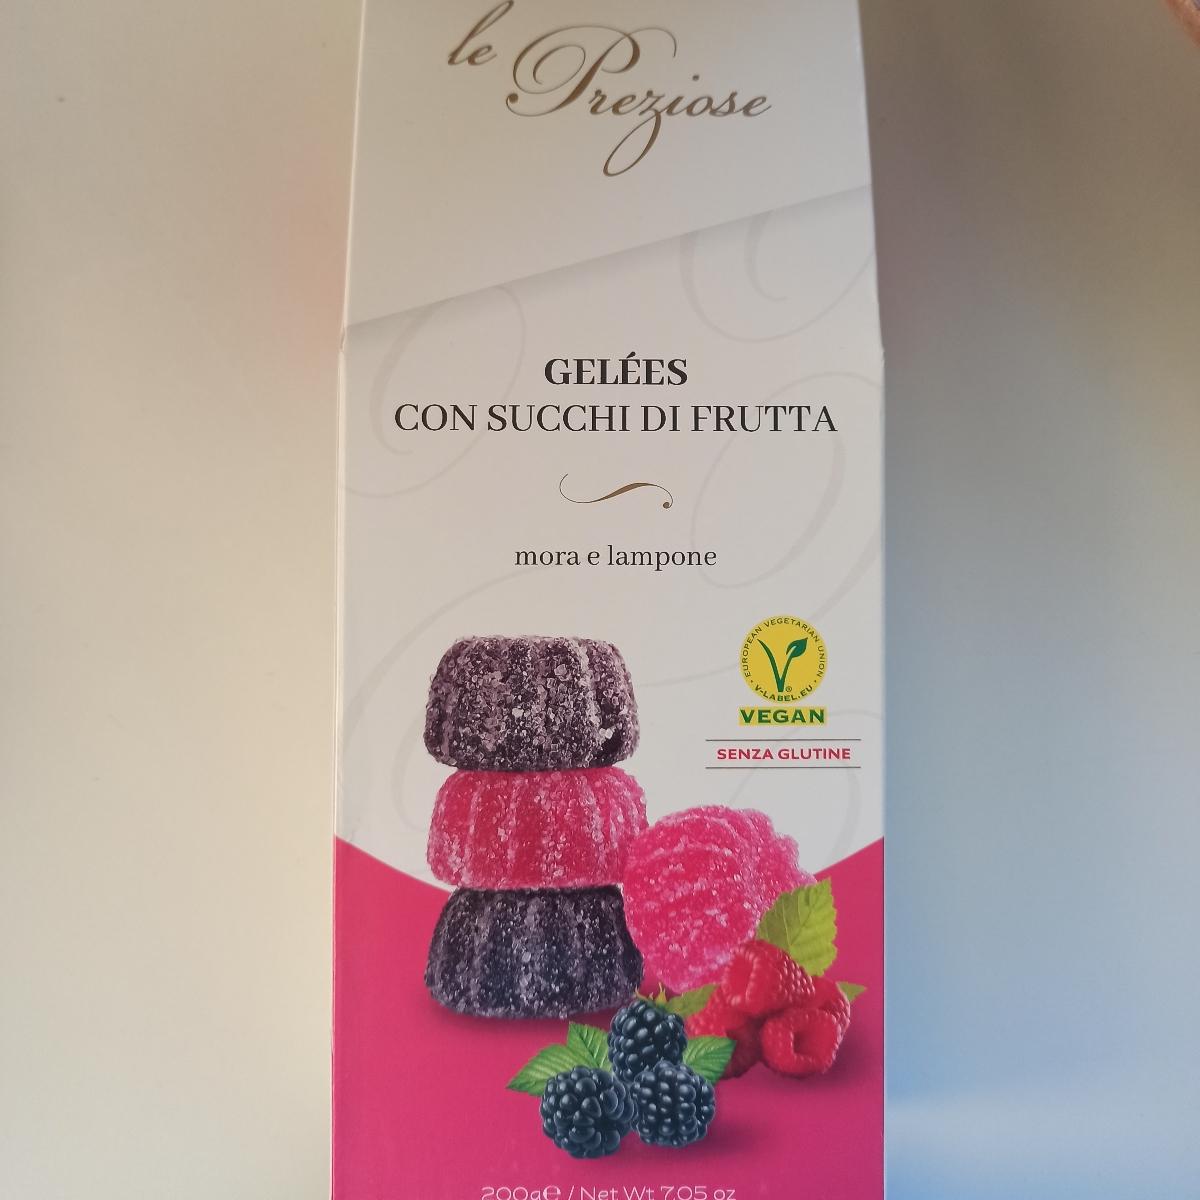 le
Preziose
GELÉES
CON SUCCHI DI FRUTTA
mora e lampone
EUROPEAN VEGETARIAN UNION
V-LABEL.EU
VEGAN
SENZA GLUTINE
200g℮ / Net Wt 7.05 oz